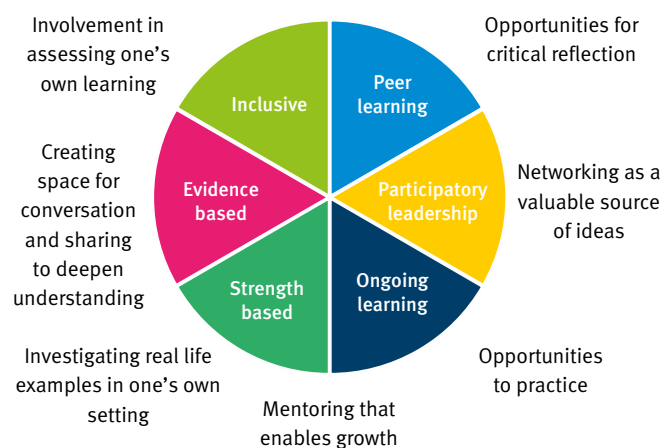 Involvement in
assessing one’s
own learning
Opportunities for
critical reflection
Inclusive
Peer
learning
Creating
space for
conversation
and sharing
to deepen
understanding
Evidence
based
Participatory
leadership
Networking as a
valuable source
of ideas
Strength
based
Ongoing
learning
Investigating real life
examples in one’s own
setting
Mentoring that
enables growth
Opportunities
to practice